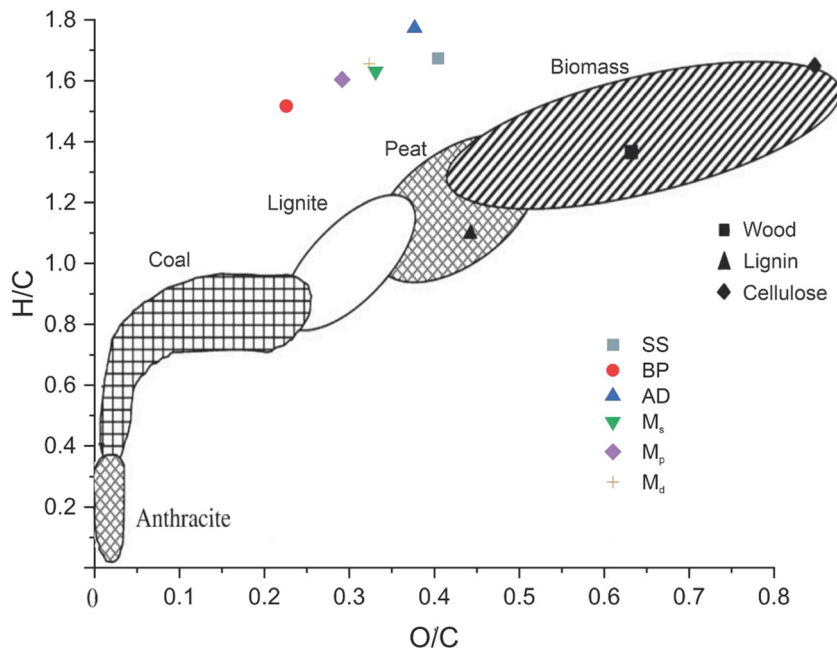 1.8
1.6
1.4
1.2
1.0
0.8
0.6
0.4
0.2
H/C
Biomass
Peat
Lignite
Coal
Anthracite
Wood
Lignin
Cellulose
SS
BP
AD
Ms
Mp
Md
0
0.1
0.2
0.3
0.4
0.5
0.6
0.7
0.8
O/C